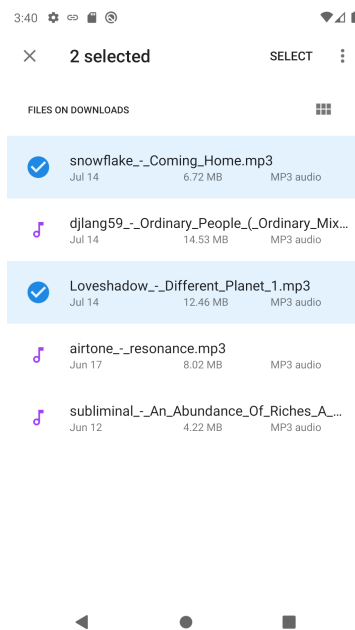 3:40
2 selected
SELECT
FILES ON DOWNLOADS
snowflake_-_Coming_Home.mp3
Jul 14 6.72 MB MP3 audio
djlang59_-_Ordinary_People_(_Ordinary_Mix...
Jul 14 14.53 MB MP3 audio
Loveshadow_-_Different_Planet_1.mp3
Jul 14 12.46 MB MP3 audio
airtone_-_resonance.mp3
Jun 17 8.02 MB MP3 audio
subliminal_-_An_Abundance_Of_Riches_A_...
Jun 12 4.22 MB MP3 audio